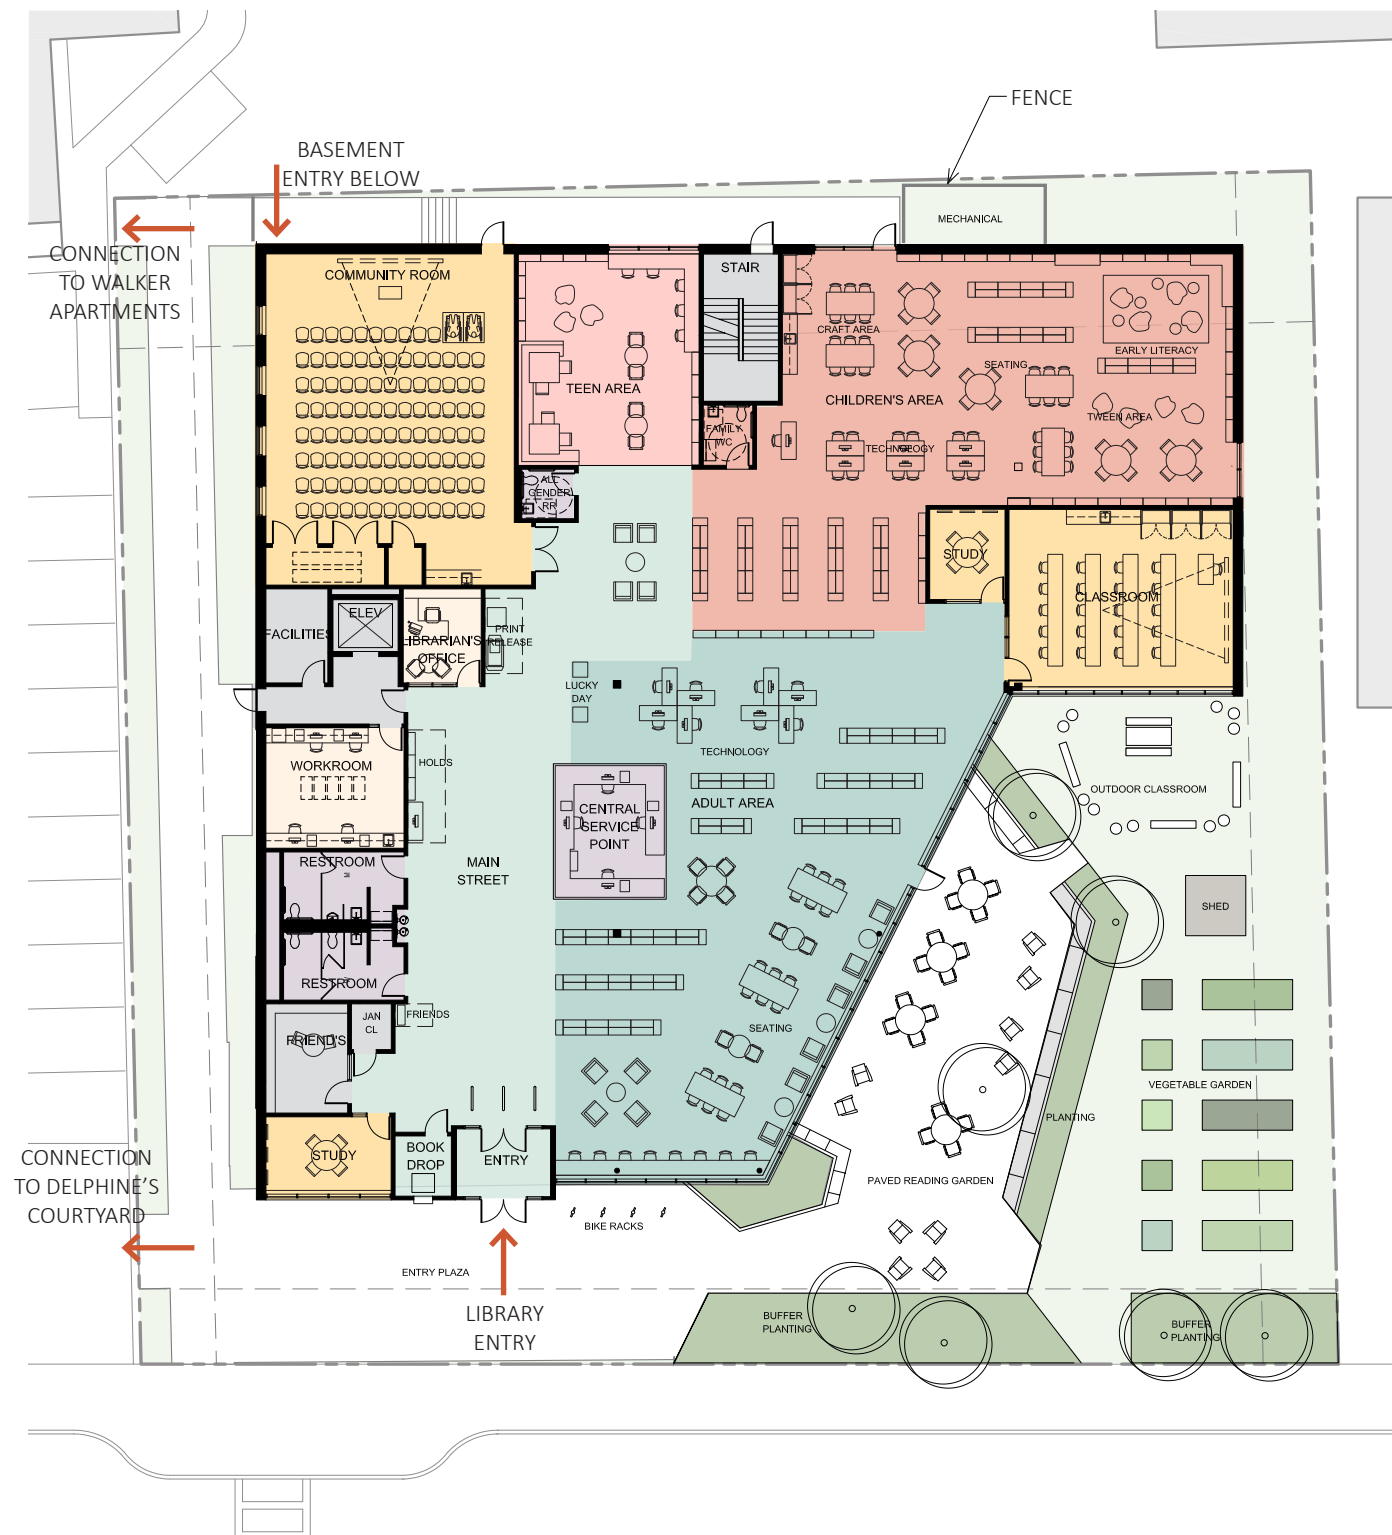 FENCE
BASEMENT
ENTRY BELOW
MECHANICAL
CONNECTION
TO WALKER
APARTMENTS
COMMUNITY ROOM
STAIR
CRAFT AREA
EARLY LITERACY
SEATING
TEEN AREA
CHILDREN'S AREA
TWEEN AREA
FAMILY
WC
TECHNOLOGY
ALL
GENDER
RR
STUDY
CLASSROOM
ELEV
FACILITIES
LIBRARIAN'S
OFFICE
PRINT
RELEASE
LUCKY
DAY
TECHNOLOGY
HOLDS
WORKROOM
OUTDOOR CLASSROOM
ADULT AREA
CENTRAL
SERVICE
POINT
RESTROOM
MAIN
STREET
SHED
RESTROOM
JAN
CL
FRIENDS
FRIEND'S
SEATING
VEGETABLE GARDEN
PLANTING
BOOK
DROP
ENTRY
STUDY
PAVED READING GARDEN
CONNECTION
TO DELPHINE'S
COURTYARD
BIKE RACKS
ENTRY PLAZA
LIBRARY
ENTRY
BUFFER
PLANTING
BUFFER
PLANTING